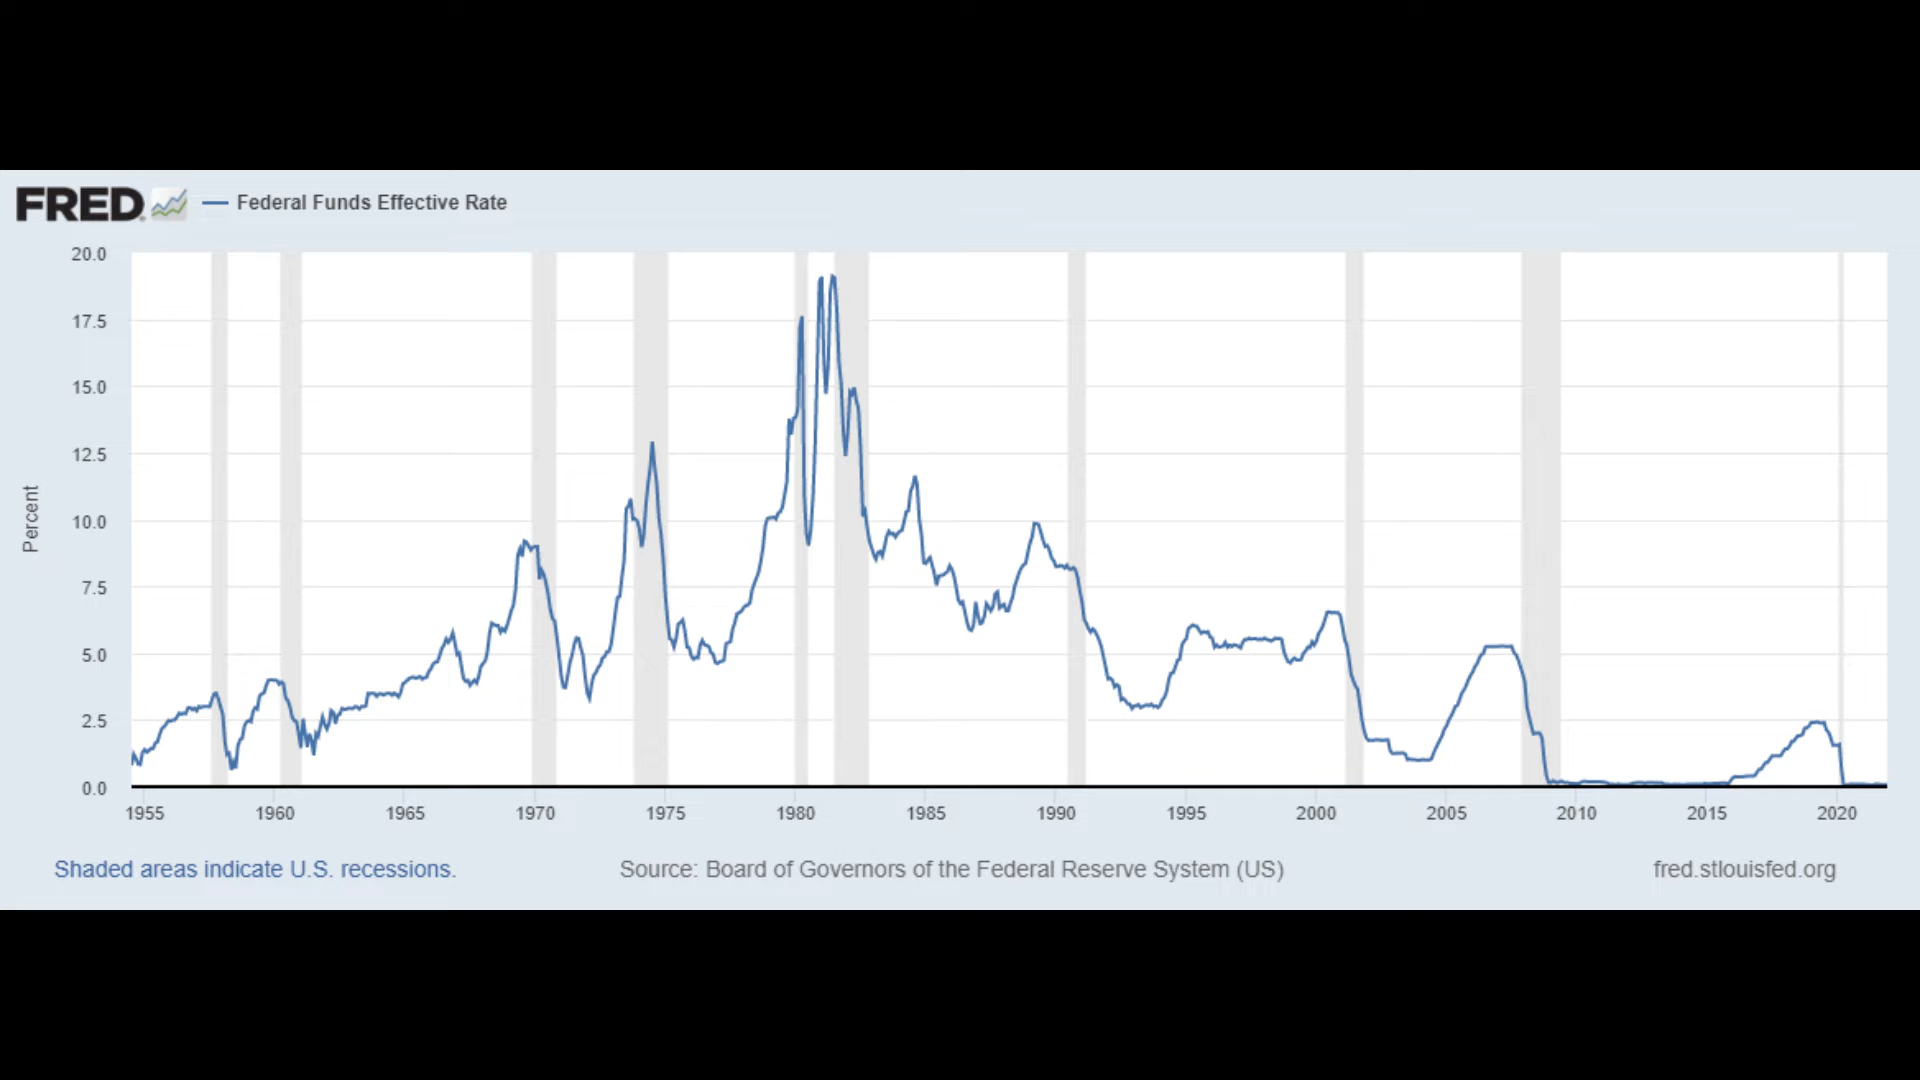 FRED
Federal Funds Effective Rate
20.0
17.5
15.0
12.5
10.0
7.5
5.0
2.5
0.0
Percent
1955 1960 1965 1970 1975 1980 1985 1990 1995 2000 2005 2010 2015 2020
Shaded areas indicate U.S. recessions.
Source: Board of Governors of the Federal Reserve System (US)
fred.stlouisfed.org